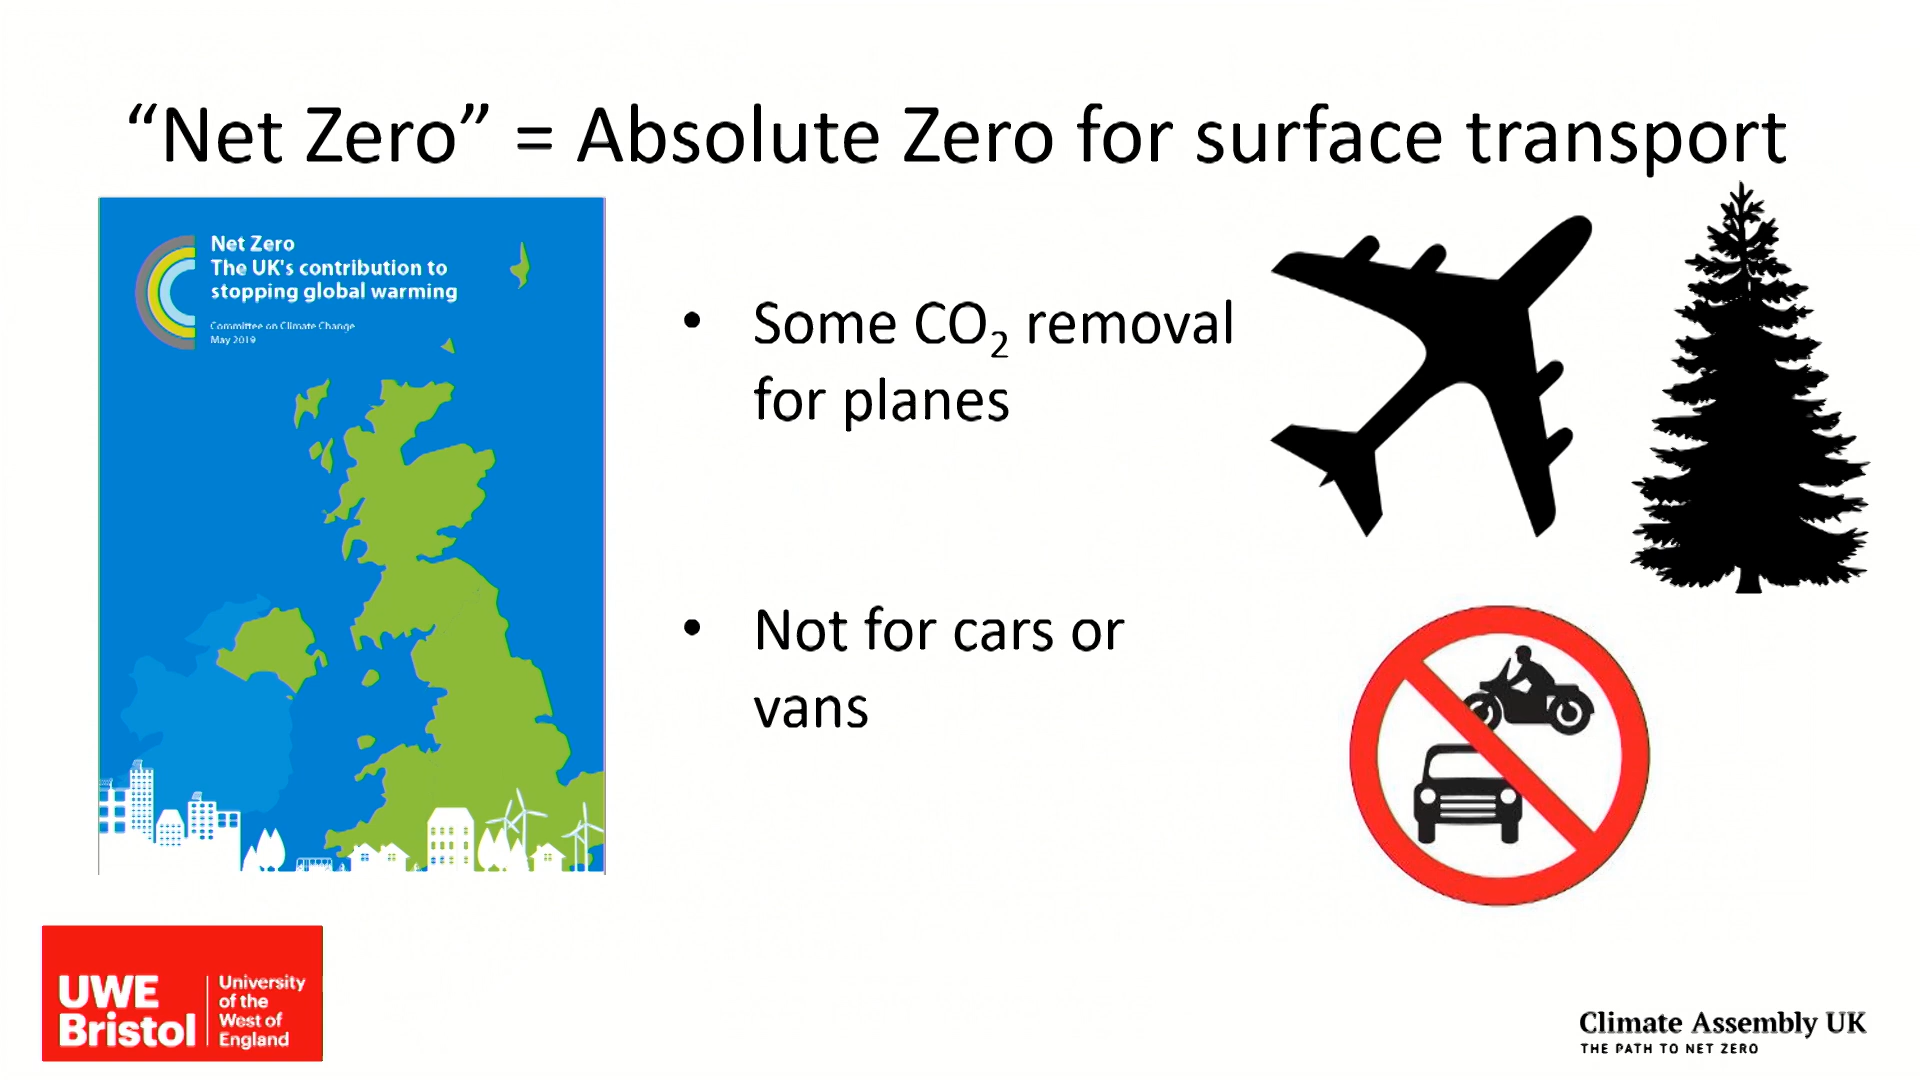 “Net Zero” = Absolute Zero for surface transport
Net Zero
The UK's contribution to
stopping global warming
Committee on Climate Change
May 2019
• Some CO₂ removal
for planes
• Not for cars or
vans
UWE
Bristol
University
of the
West of
England
Climate Assembly UK
THE PATH TO NET ZERO